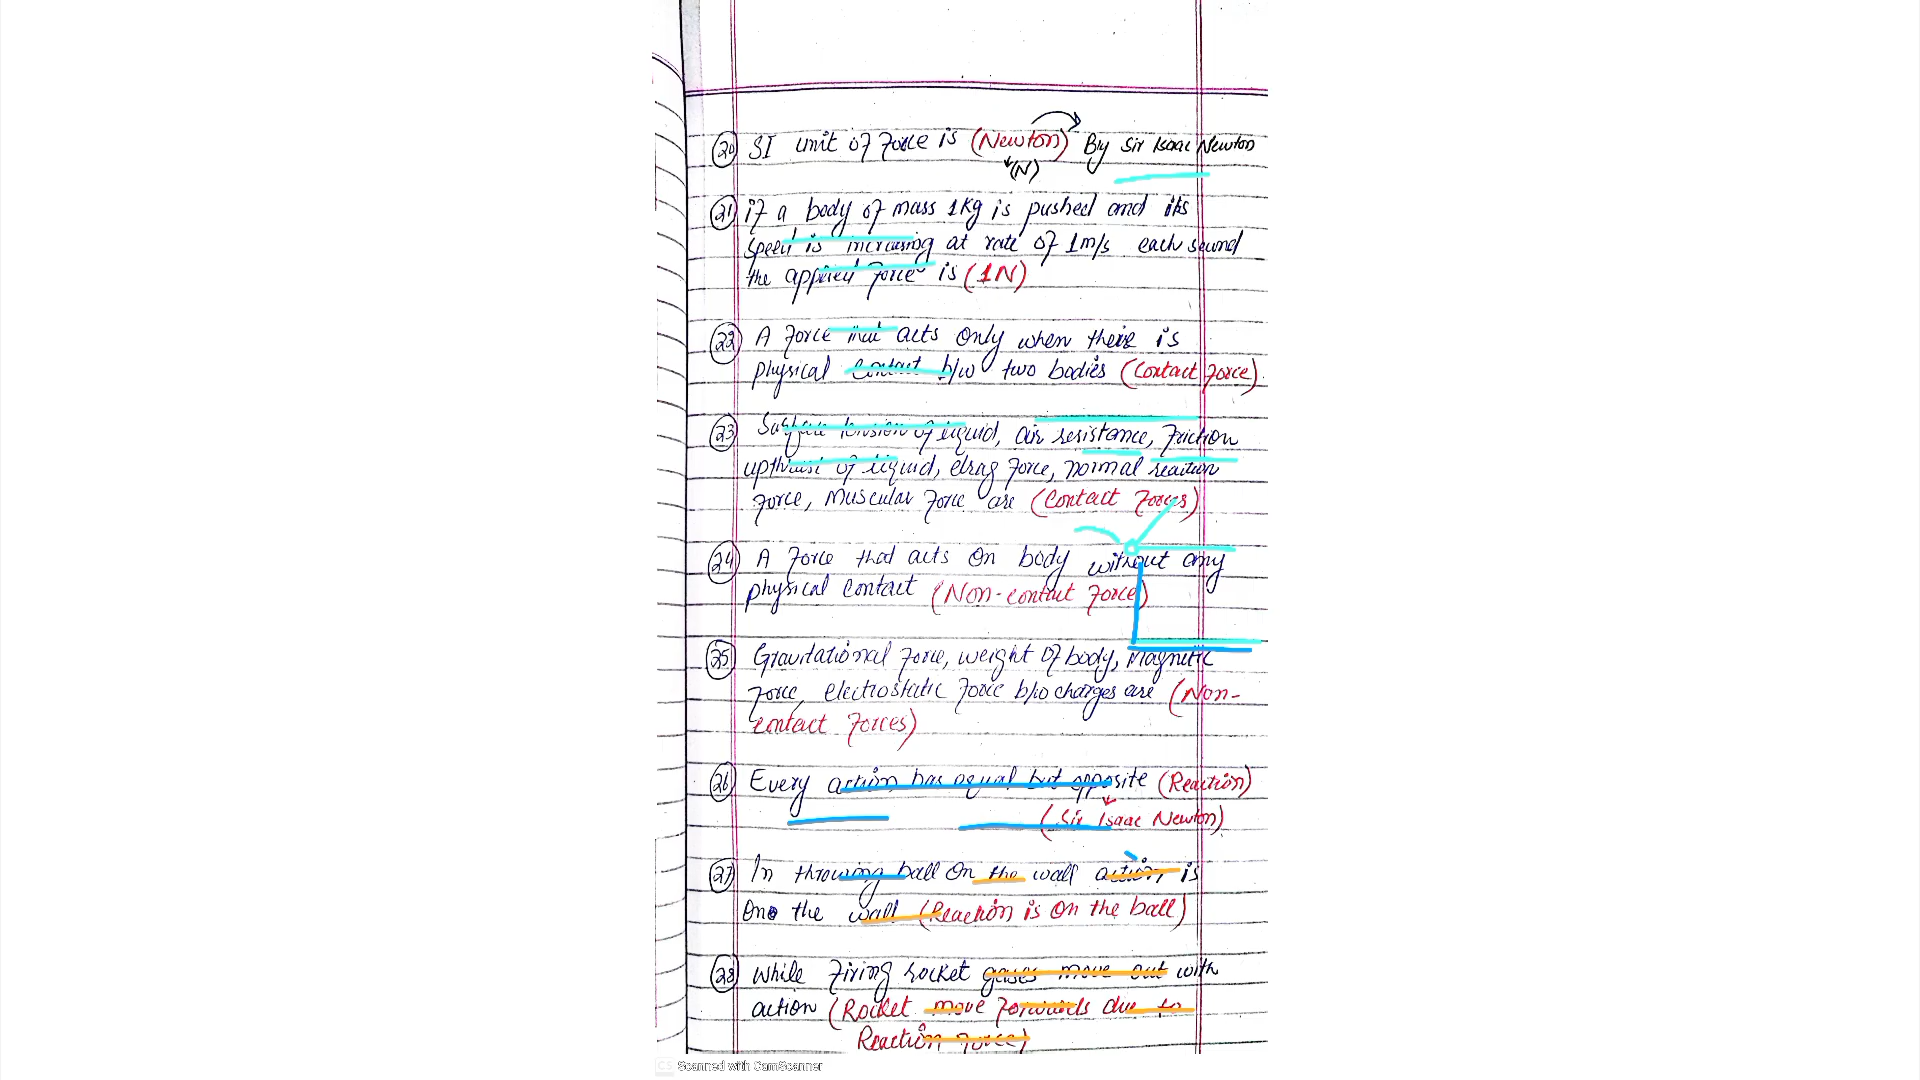 20 SI unit of Force is (Newton) By Sir Isaac Newton
(N)
21 if a body of mass 1Kg is pushed and its
speed is increasing at rate of 1m/s each second
the applied force is (1N)
22 A Force that acts Only when there is
physical Contact b/w two bodies (Contact Force).
23 Surface tension of liquid, air resistance, Friction
upthrust of liquid, drag Force, normal reaction
Force, Muscular Force are (Contact Forces)
24 A Force that acts On body without any
physical Contact (Non-contact Force)
25 Gravitational Force, weight Of body, Magnetic
Force, electrostatic Force b/w charges are (Non-
contact Forces)
26 Every action has equal but opposite (Reaction)
(Sir Isaac Newton)
27 In throwing ball On the wall action is
On the wall (Reaction is On the ball)
28 While Firing rocket gases move out with
action (Rocket move Forwards due to
Reaction Force)
CS Scanned with CamScanner